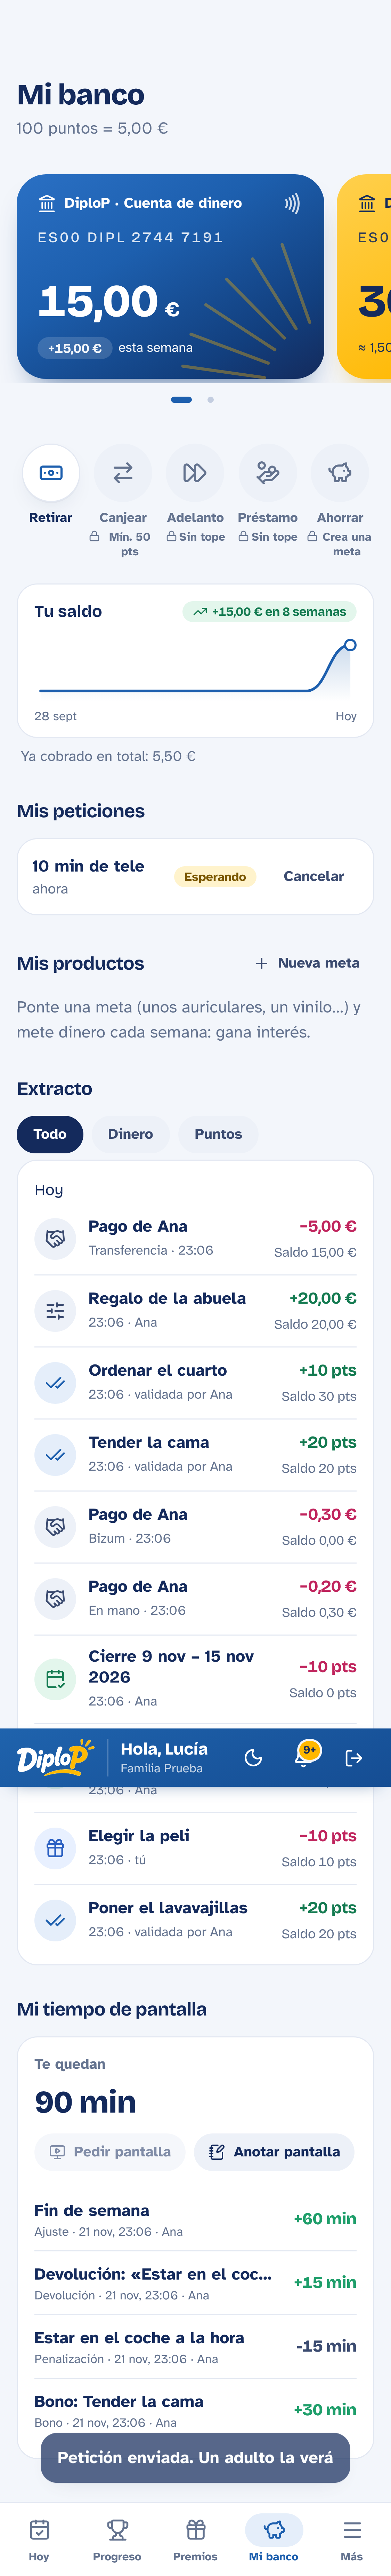 Mi banco
100 puntos = 5,00 €
DiploP · Cuenta de dinero
ES00 DIPL 2744 7191
15,00 €
+15,00 € esta semana
ES0
≈ 1,50
Retirar
Canjear
Mín. 50 pts
Adelanto
Sin tope
Préstamo
Sin tope
Ahorrar
Crea una meta
Tu saldo
+15,00 € en 8 semanas
28 sept
Hoy
Ya cobrado en total: 5,50 €
Mis peticiones
10 min de tele
ahora
Esperando
Cancelar
Mis productos
+ Nueva meta
Ponte una meta (unos auriculares, un vinilo...) y
mete dinero cada semana: gana interés.
Extracto
Todo
Dinero
Puntos
Hoy
Pago de Ana
−5,00 €
Transferencia · 23:06
Saldo 15,00 €
Regalo de la abuela
+20,00 €
23:06 · Ana
Saldo 20,00 €
Ordenar el cuarto
+10 pts
23:06 · validada por Ana
Saldo 30 pts
Tender la cama
+20 pts
23:06 · validada por Ana
Saldo 20 pts
Pago de Ana
−0,30 €
Bizum · 23:06
Saldo 0,00 €
Pago de Ana
−0,20 €
En mano · 23:06
Saldo 0,30 €
Cierre 9 nov – 15 nov
2026
−10 pts
23:06 · Ana
Saldo 0 pts
DiploP
Hola, Lucía
Familia Prueba
9+
23:06 · Ana
Elegir la peli
−10 pts
23:06 · tú
Saldo 10 pts
Poner el lavavajillas
+20 pts
23:06 · validada por Ana
Saldo 20 pts
Mi tiempo de pantalla
Te quedan
90 min
Pedir pantalla
Anotar pantalla
Fin de semana
+60 min
Ajuste · 21 nov, 23:06 · Ana
Devolución: «Estar en el coc...
+15 min
Devolución · 21 nov, 23:06 · Ana
Estar en el coche a la hora
-15 min
Penalización · 21 nov, 23:06 · Ana
Bono: Tender la cama
+30 min
Bono · 21 nov, 23:06 · Ana
Petición enviada. Un adulto la verá
Hoy
Progreso
Premios
Mi banco
Más